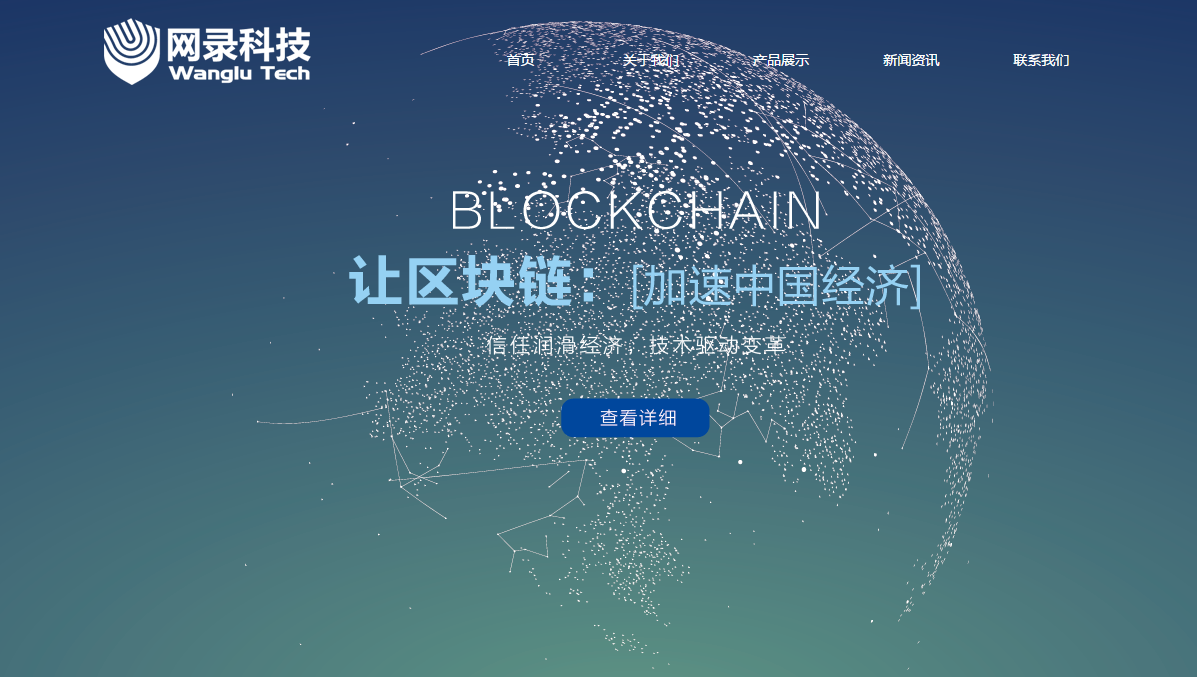 网录科技
Wanglu Tech
首页 关于我们 产品展示 新闻资讯 联系我们
BLOCKCHAIN
让区块链：[加速中国经济]
信任润滑经济，技术驱动变革
查看详细